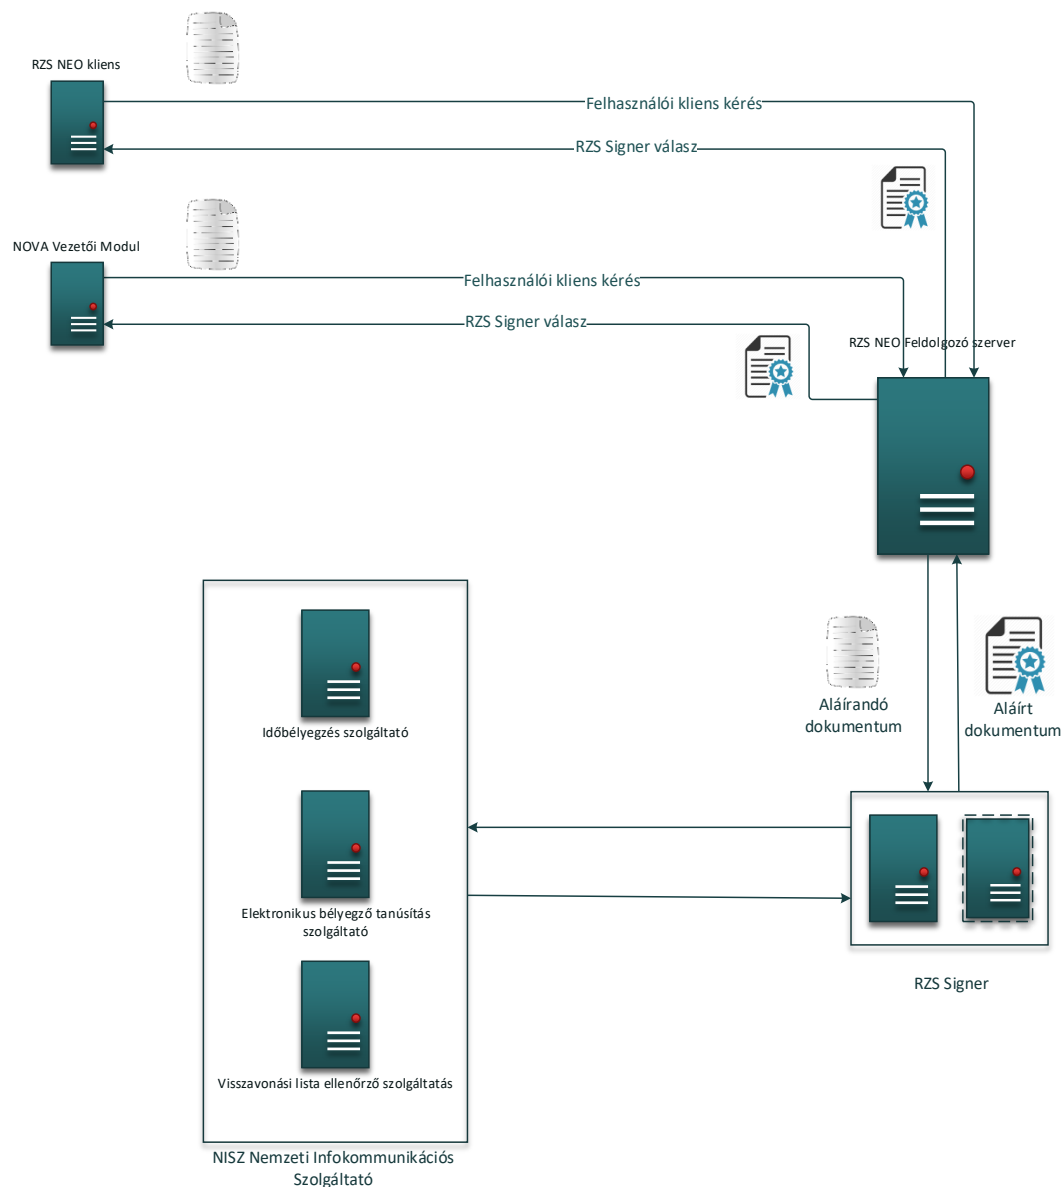 RZS NEO kliens
Felhasználói kliens kérés
RZS Signer válasz
NOVA Vezetői Modul
Felhasználói kliens kérés
RZS Signer válasz
RZS NEO Feldolgozó szerver
Aláírandó
dokumentum
Aláírt
dokumentum
Időbélyegzés szolgáltató
Elektronikus bélyegző tanúsítás
szolgáltató
RZS Signer
Visszavonási lista ellenőrző szolgáltatás
NISZ Nemzeti Infokommunikációs
Szolgáltató